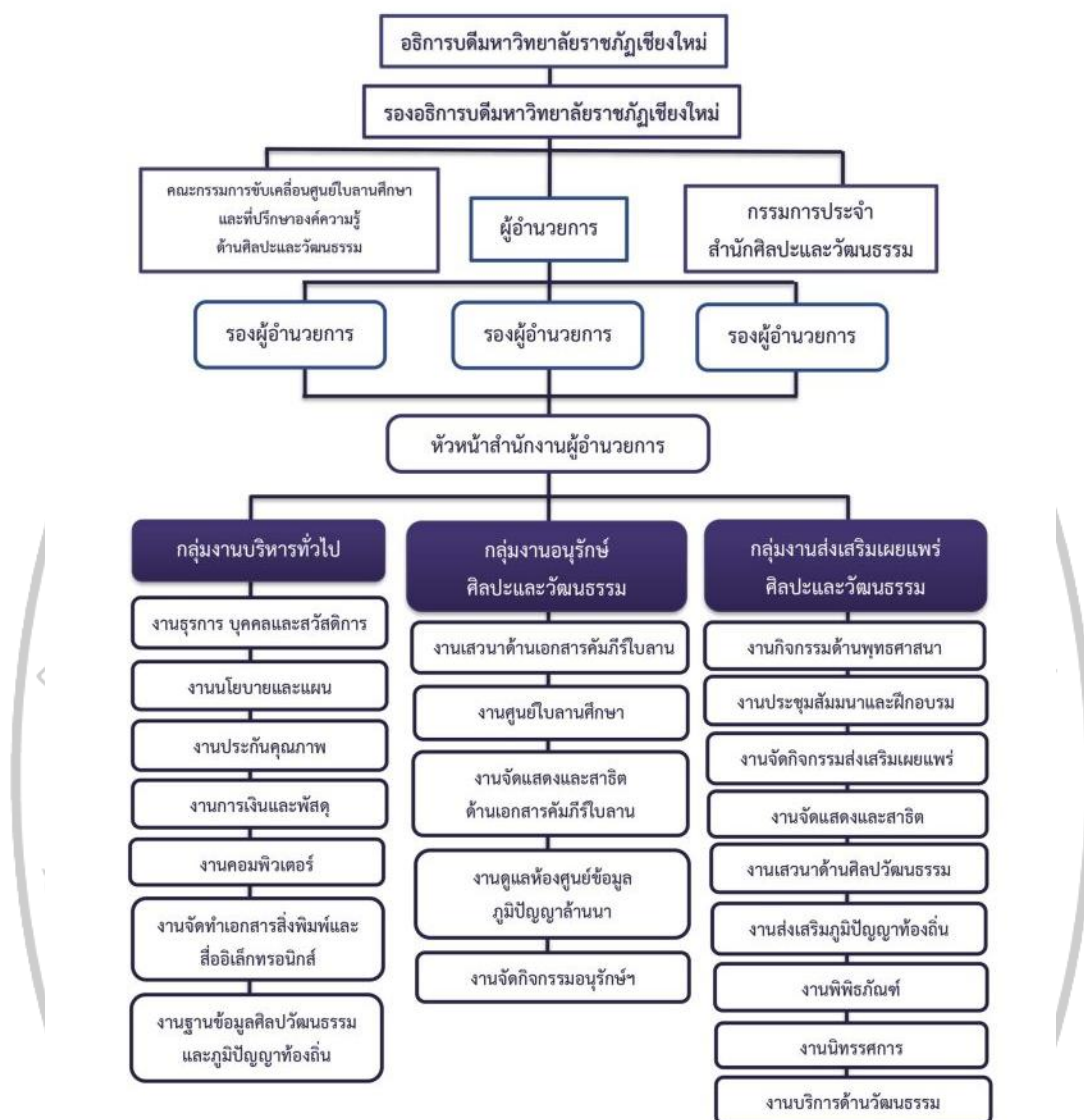 อธิการบดีมหาวิทยาลัยราชภัฏเชียงใหม่
รองอธิการบดีมหาวิทยาลัยราชภัฏเชียงใหม่
คณะกรรมการขับเคลื่อนศูนย์ใบลานศึกษา
และที่ปรึกษาองค์ความรู้
ด้านศิลปะและวัฒนธรรม
ผู้อำนวยการ
กรรมการประจำ
สำนักศิลปะและวัฒนธรรม
รองผู้อำนวยการ
รองผู้อำนวยการ
รองผู้อำนวยการ
หัวหน้าสำนักงานผู้อำนวยการ
กลุ่มงานบริหารทั่วไป
งานธุรการ บุคคลและสวัสดิการ
งานนโยบายและแผน
งานประกันคุณภาพ
งานการเงินและพัสดุ
งานคอมพิวเตอร์
งานจัดทำเอกสารสิ่งพิมพ์และ
สื่ออิเล็กทรอนิกส์
งานฐานข้อมูลศิลปวัฒนธรรม
และภูมิปัญญาท้องถิ่น
กลุ่มงานอนุรักษ์
ศิลปะและวัฒนธรรม
งานเสวนาด้านเอกสารคัมภีร์ใบลาน
งานศูนย์ใบลานศึกษา
งานจัดแสดงและสาธิต
ด้านเอกสารคัมภีร์ใบลาน
งานดูแลห้องศูนย์ข้อมูล
ภูมิปัญญาล้านนา
งานจัดกิจกรรมอนุรักษ์ฯ
กลุ่มงานส่งเสริมเผยแพร่
ศิลปะและวัฒนธรรม
งานกิจกรรมด้านพุทธศาสนา
งานประชุมสัมมนาและฝึกอบรม
งานจัดกิจกรรมส่งเสริมเผยแพร่
งานจัดแสดงและสาธิต
งานเสวนาด้านศิลปวัฒนธรรม
งานส่งเสริมภูมิปัญญาท้องถิ่น
งานพิพิธภัณฑ์
งานนิทรรศการ
งานบริการด้านวัฒนธรรม